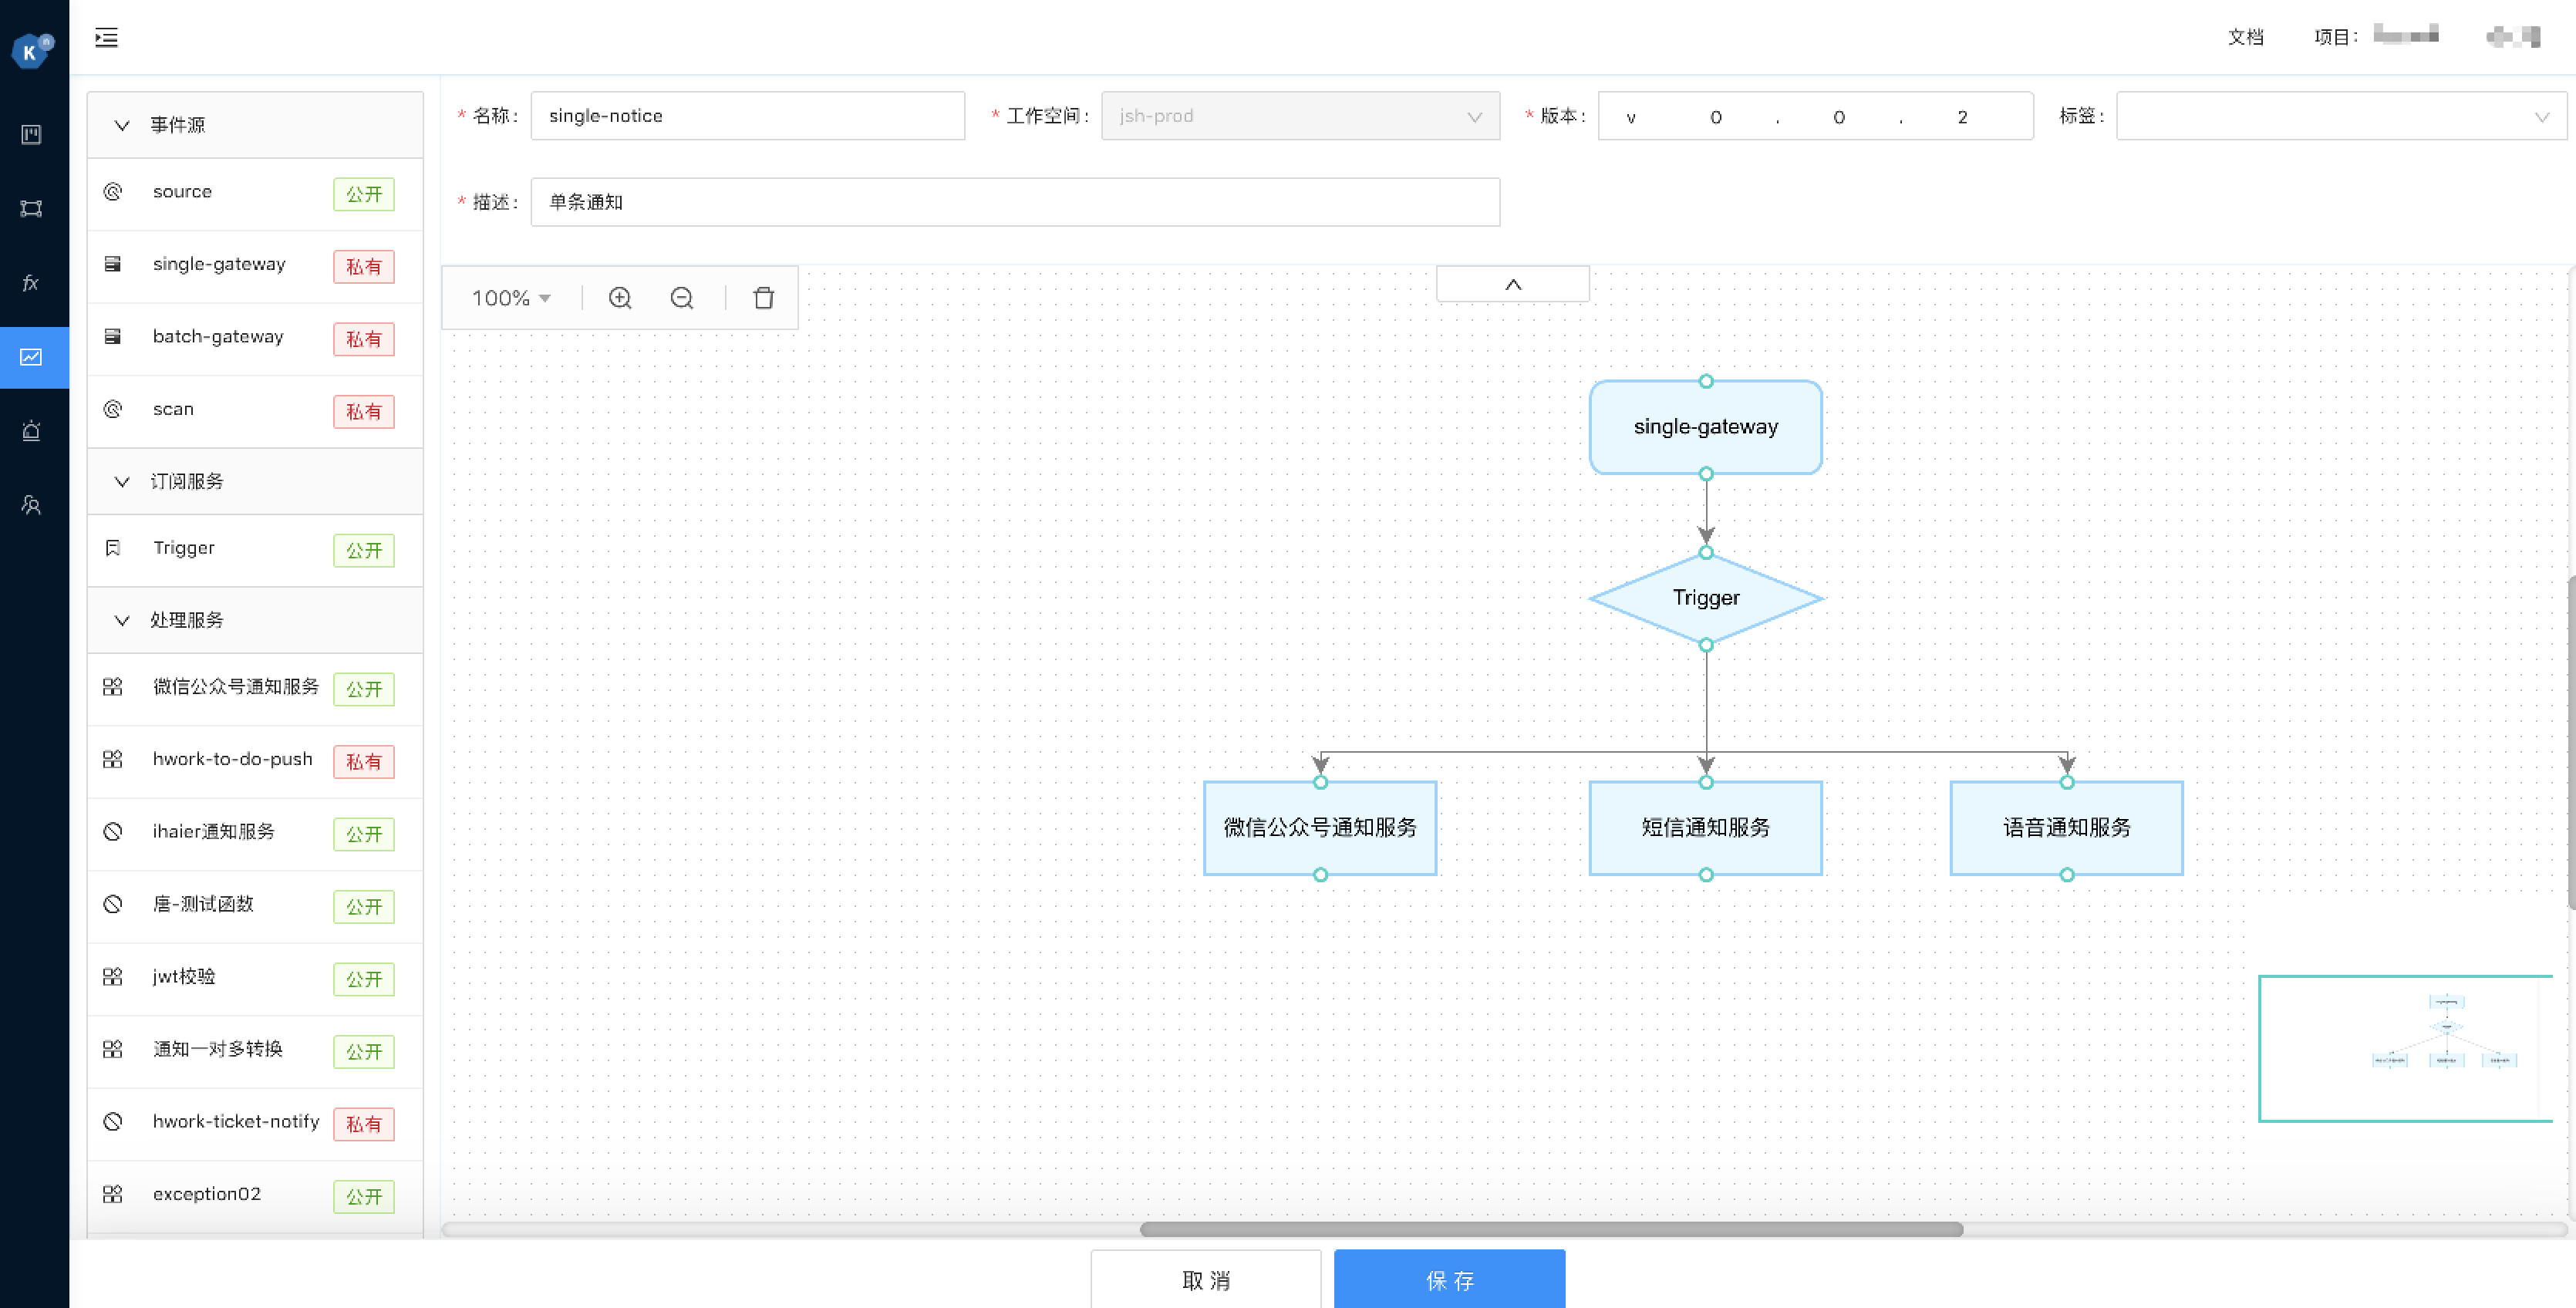 K
文档
项目：
事件源
source 公开
single-gateway 私有
batch-gateway 私有
scan 私有
订阅服务
Trigger 公开
处理服务
微信公众号通知服务 公开
hwork-to-do-push 私有
ihaier通知服务 公开
唐-测试函数 公开
jwt校验 公开
通知一对多转换 公开
hwork-ticket-notify 私有
exception02 公开
* 名称： single-notice
* 工作空间： jsh-prod
* 版本： v 0 . 0 . 2
标签：
* 描述： 单条通知
100%
single-gateway
Trigger
微信公众号通知服务
短信通知服务
语音通知服务
取 消
保 存